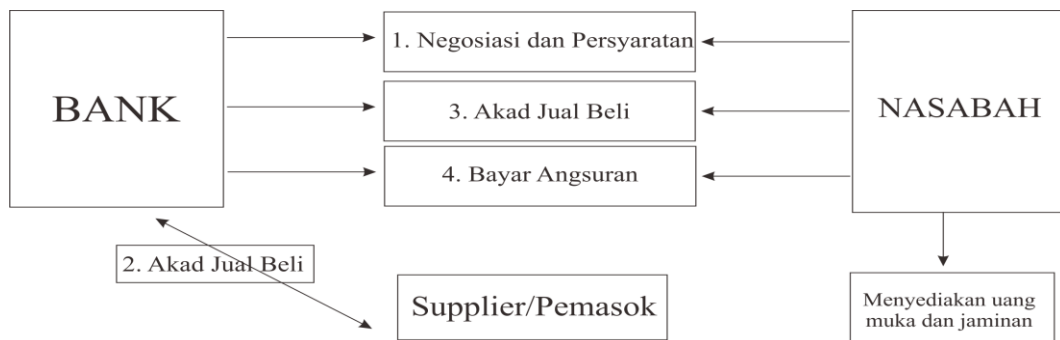 1. Negosiasi dan Persyaratan
BANK
3. Akad Jual Beli
NASABAH
4. Bayar Angsuran
2. Akad Jual Beli
Supplier/Pemasok
Menyediakan uang
muka dan jaminan